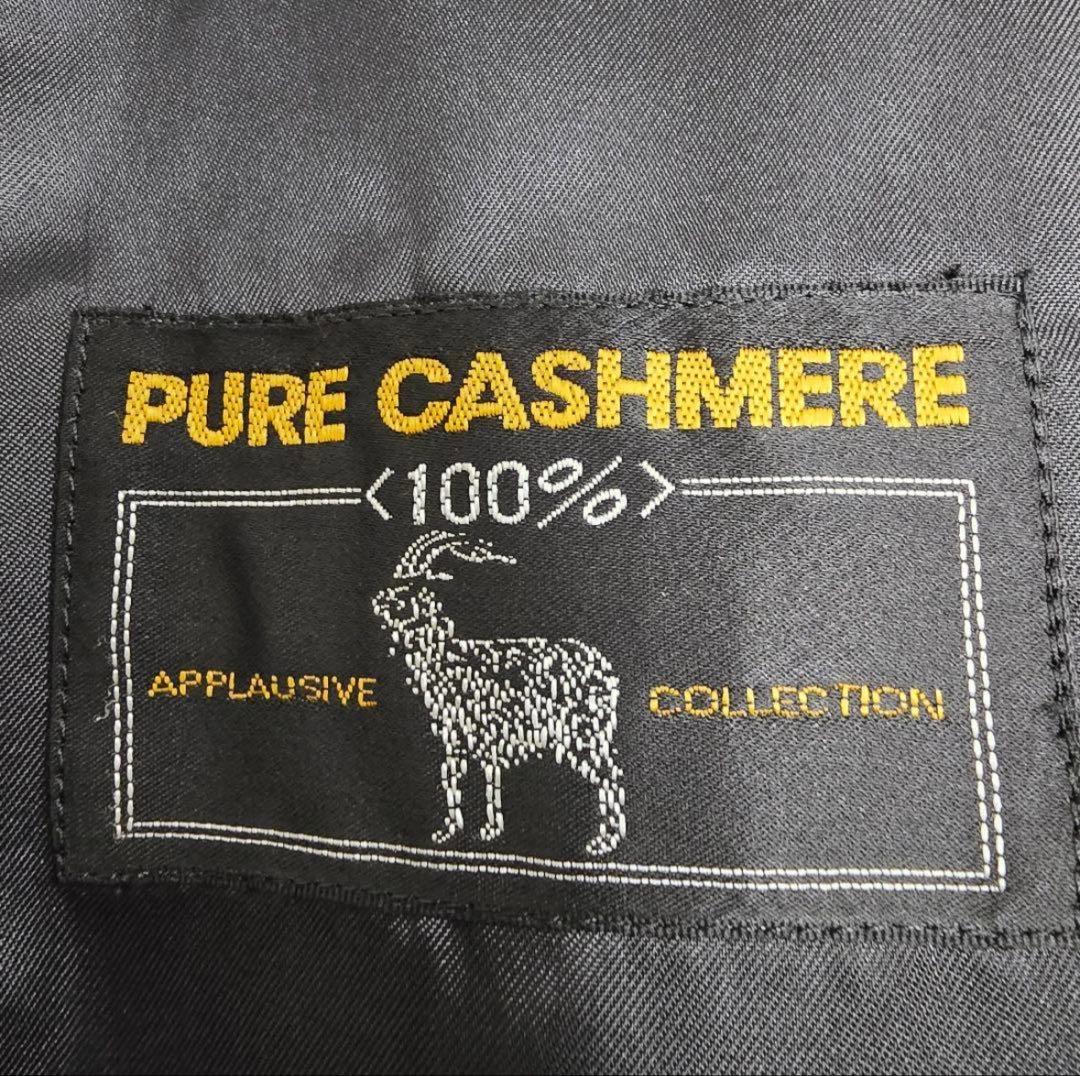 PURE CASHMERE
<100%>
APPLAUSIVE COLLECTION